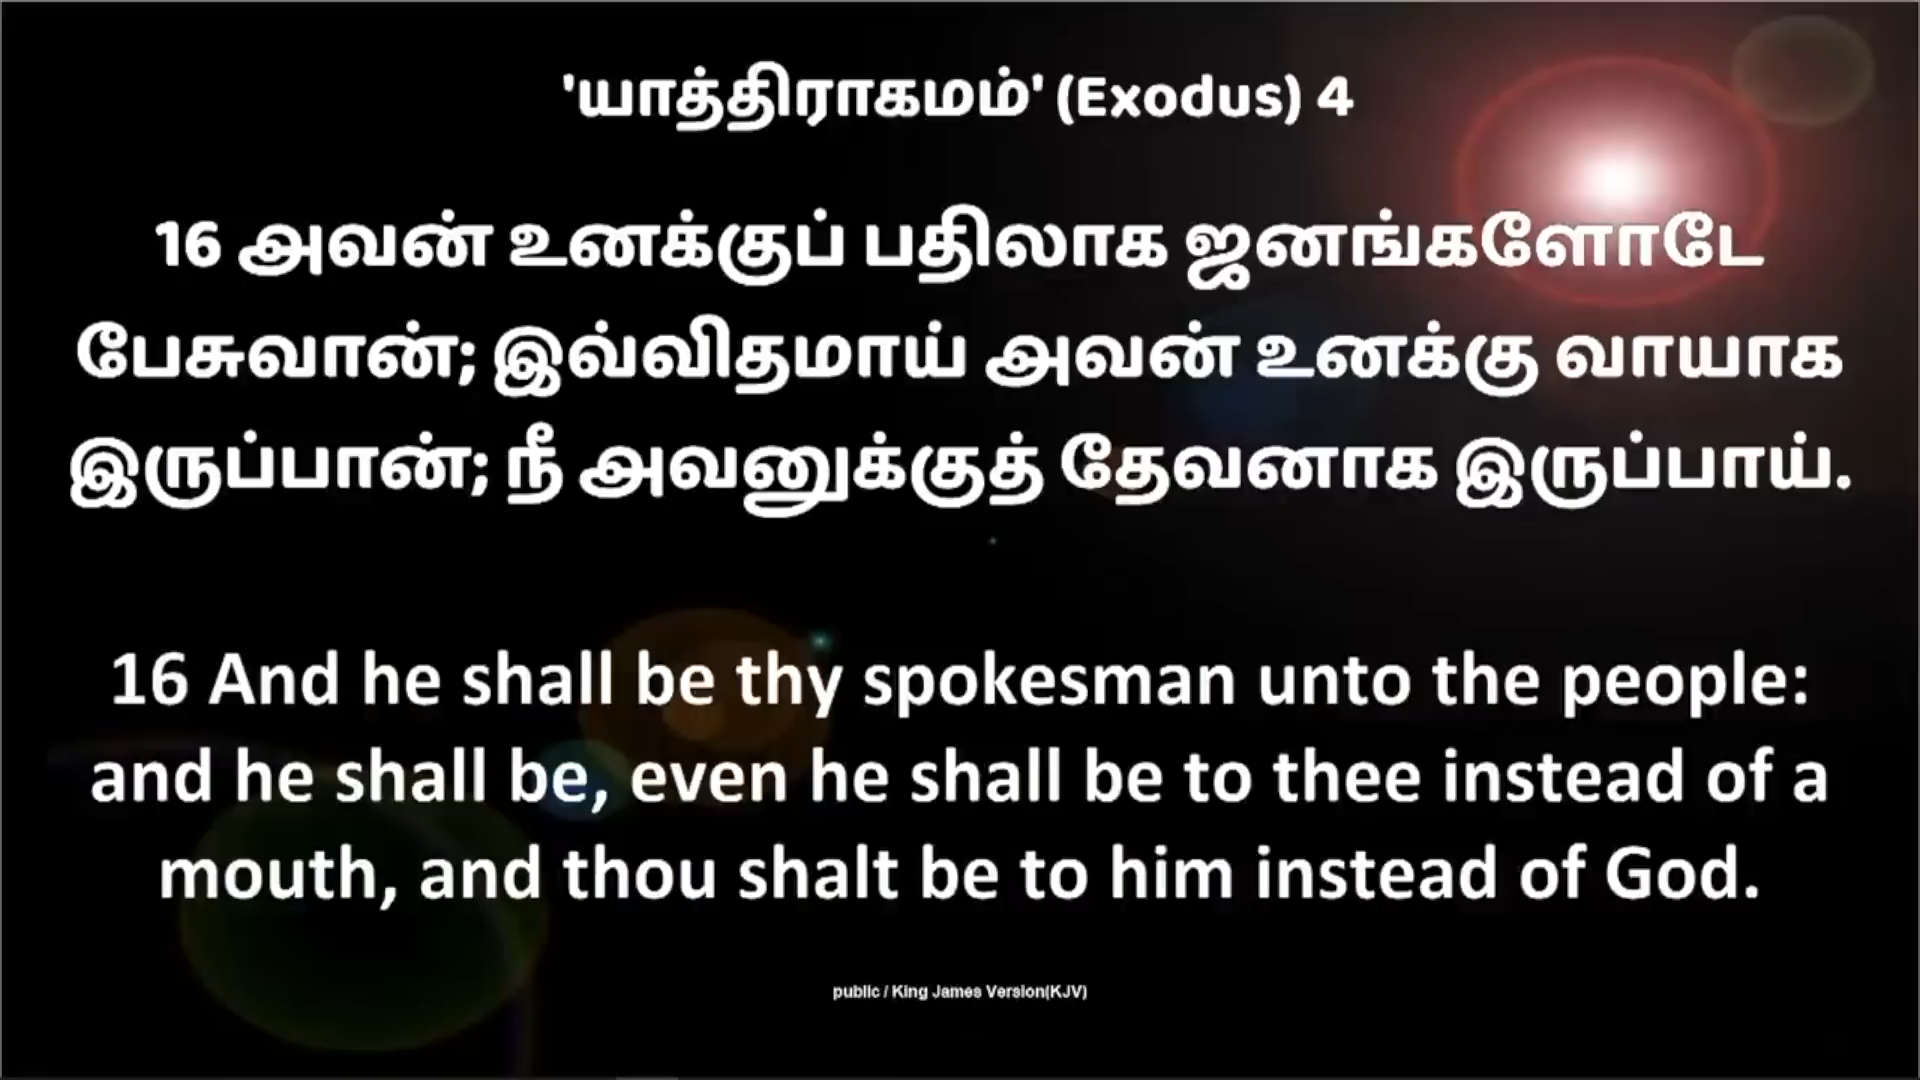 'யாத்திராகமம்' (Exodus) 4
16 அவன் உனக்குப் பதிலாக ஜனங்களோடே
பேசுவான்; இவ்விதமாய் அவன் உனக்கு வாயாக
இருப்பான்; நீ அவனுக்குத் தேவனாக இருப்பாய்.
16 And he shall be thy spokesman unto the people:
and he shall be, even he shall be to thee instead of a
mouth, and thou shalt be to him instead of God.
public / King James Version(KJV)